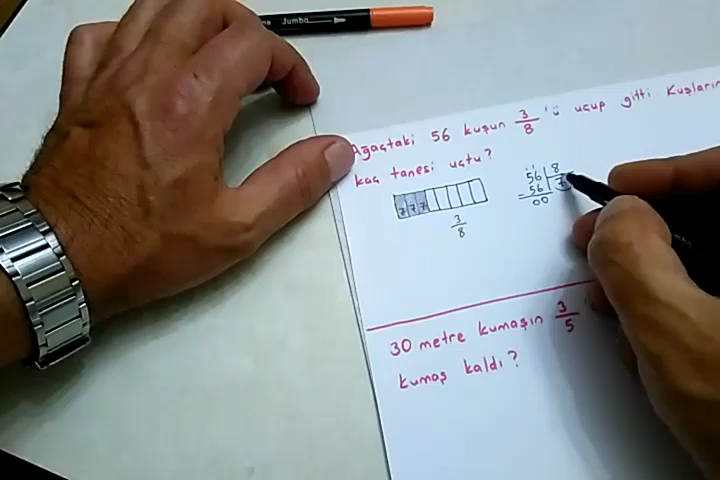 Jumbo
Ağaçtaki 56 kuşun 3/8 'ü uçup gitti Kuşların
kaç tanesi uçtu?
7 7 7
3/8
56 8
56 7
00
30 metre kumaşın 3/5
kumaş kaldı?